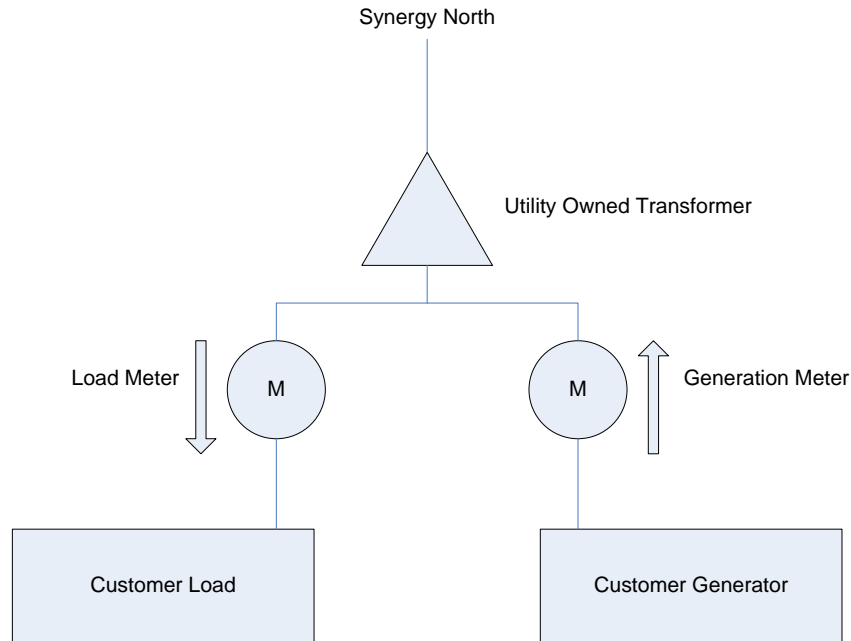 Synergy North
Utility Owned Transformer
Load Meter
M
M
Generation Meter
Customer Load
Customer Generator